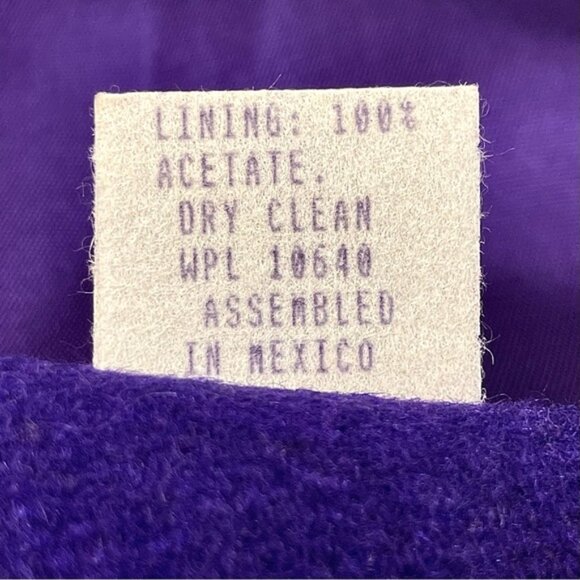 LINING: 100%
ACETATE.
DRY CLEAN
WPL 10640
ASSEMBLED
IN MEXICO